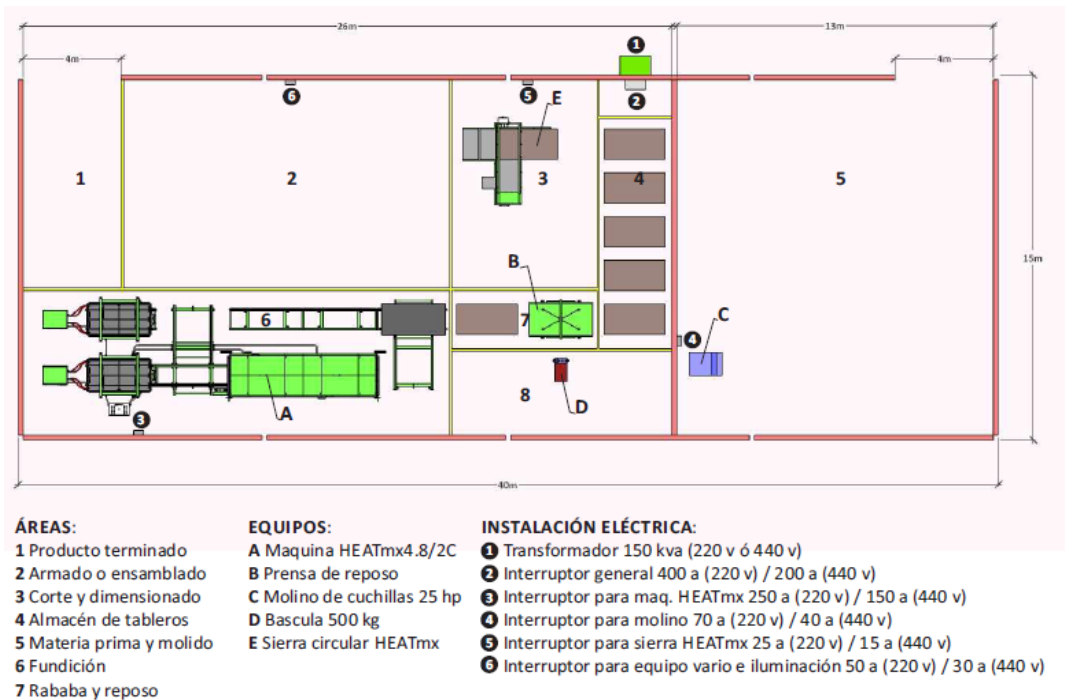 26m
13m
4m
4m
1
2
6
5
E
1
2
3
4
5
15m
B
C
4
6
7
A
3
8
D
40m
ÁREAS:
1 Producto terminado
2 Armado o ensamblado
3 Corte y dimensionado
4 Almacén de tableros
5 Materia prima y molido
6 Fundición
7 Rababa y reposo
EQUIPOS:
A Maquina HEATmx4.8/2C
B Prensa de reposo
C Molino de cuchillas 25 hp
D Bascula 500 kg
E Sierra circular HEATmx
INSTALACIÓN ELÉCTRICA:
1 Transformador 150 kva (220 v ó 440 v)
2 Interruptor general 400 a (220 v) / 200 a (440 v)
3 Interruptor para maq. HEATmx 250 a (220 v) / 150 a (440 v)
4 Interruptor para molino 70 a (220 v) / 40 a (440 v)
5 Interruptor para sierra HEATmx 25 a (220 v) / 15 a (440 v)
6 Interruptor para equipo vario e iluminación 50 a (220 v) / 30 a (440 v)